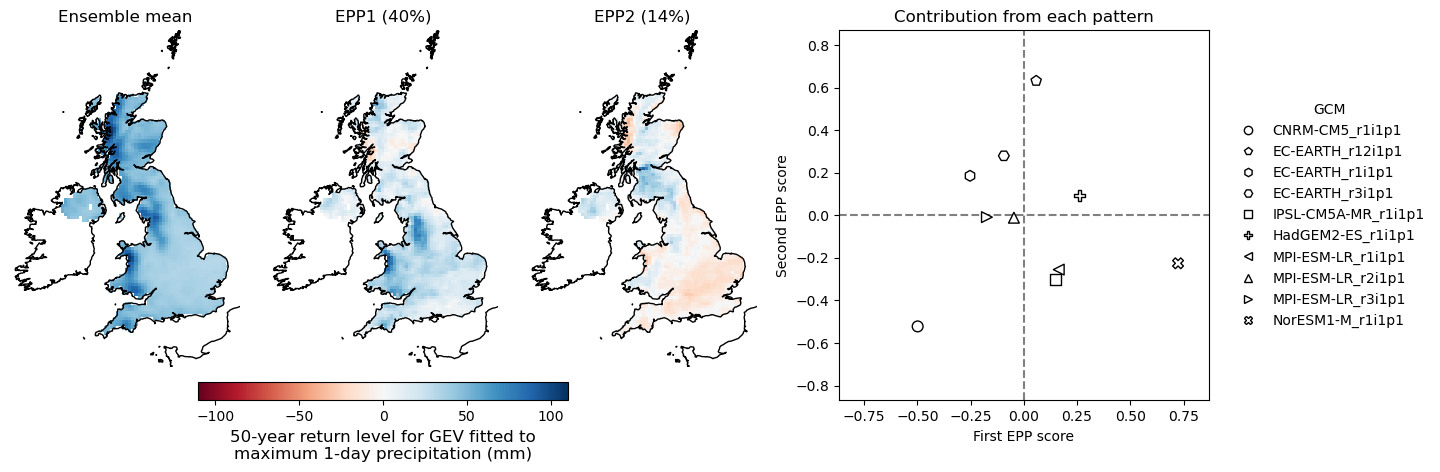 Ensemble mean
EPP1 (40%)
EPP2 (14%)
Contribution from each pattern
−100
−50
0
50
100
50-year return level for GEV fitted to
maximum 1-day precipitation (mm)
Second EPP score
0.8
0.6
0.4
0.2
0.0
−0.2
−0.4
−0.6
−0.8
−0.75
−0.50
−0.25
0.00
0.25
0.50
0.75
First EPP score
GCM
CNRM-CM5_r1i1p1
EC-EARTH_r12i1p1
EC-EARTH_r1i1p1
EC-EARTH_r3i1p1
IPSL-CM5A-MR_r1i1p1
HadGEM2-ES_r1i1p1
MPI-ESM-LR_r1i1p1
MPI-ESM-LR_r2i1p1
MPI-ESM-LR_r3i1p1
NorESM1-M_r1i1p1